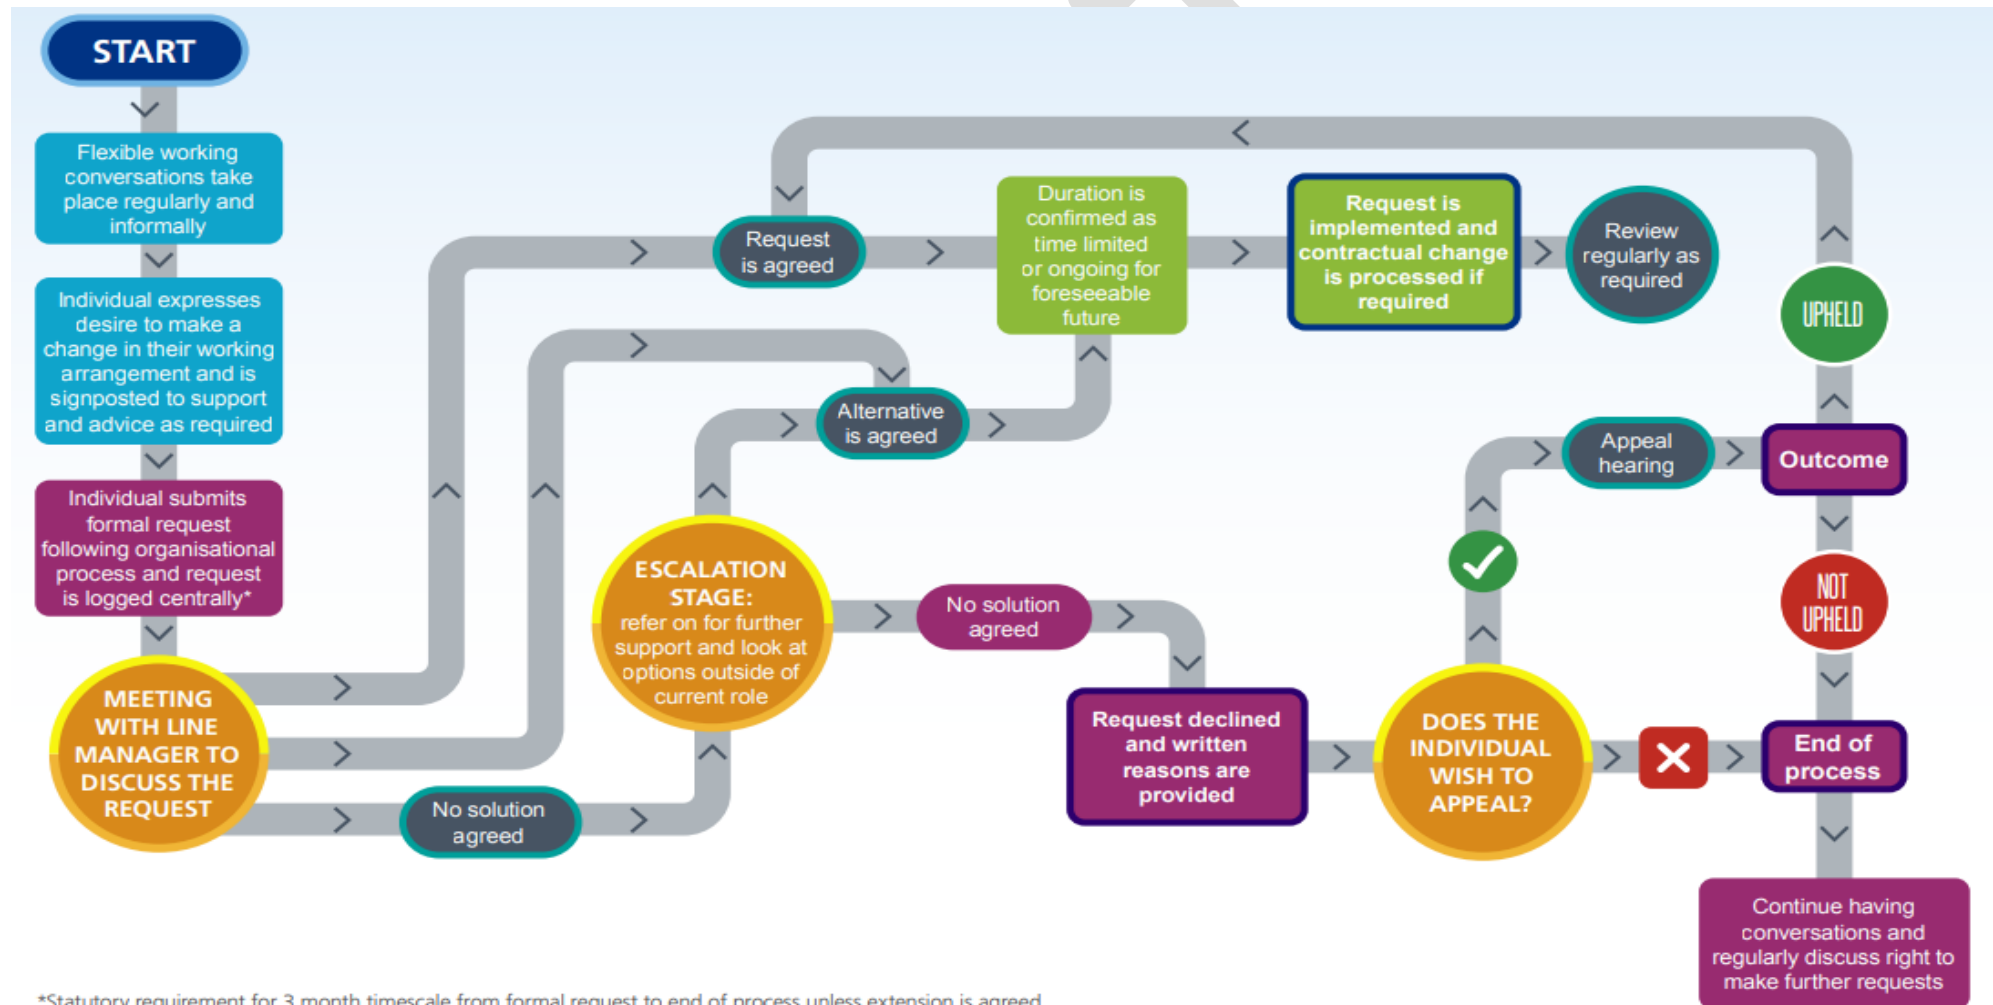 START
Flexible working
conversations take
place regularly and
informally
Individual expresses
desire to make a
change in their working
arrangement and is
signposted to support
and advice as required
Individual submits
formal request
following organisational
process and request
is logged centrally*
MEETING
WITH LINE
MANAGER TO
DISCUSS THE
REQUEST
No solution
agreed
ESCALATION
STAGE:
refer on for further
support and look at
options outside of
current role
Request
is agreed
Alternative
is agreed
Duration is
confirmed as
time limited
or ongoing for
foreseeable
future
Request is
implemented and
contractual change
is processed if
required
Review
regularly as
required
No solution
agreed
Request declined
and written
reasons are
provided
DOES THE
INDIVIDUAL
WISH TO
APPEAL?
Appeal
hearing
Outcome
UPHELD
NOT
UPHELD
End of
process
Continue having
conversations and
regularly discuss right to
make further requests
*Statutory requirement for 3 month timescale from formal request to end of process unless extension is agreed